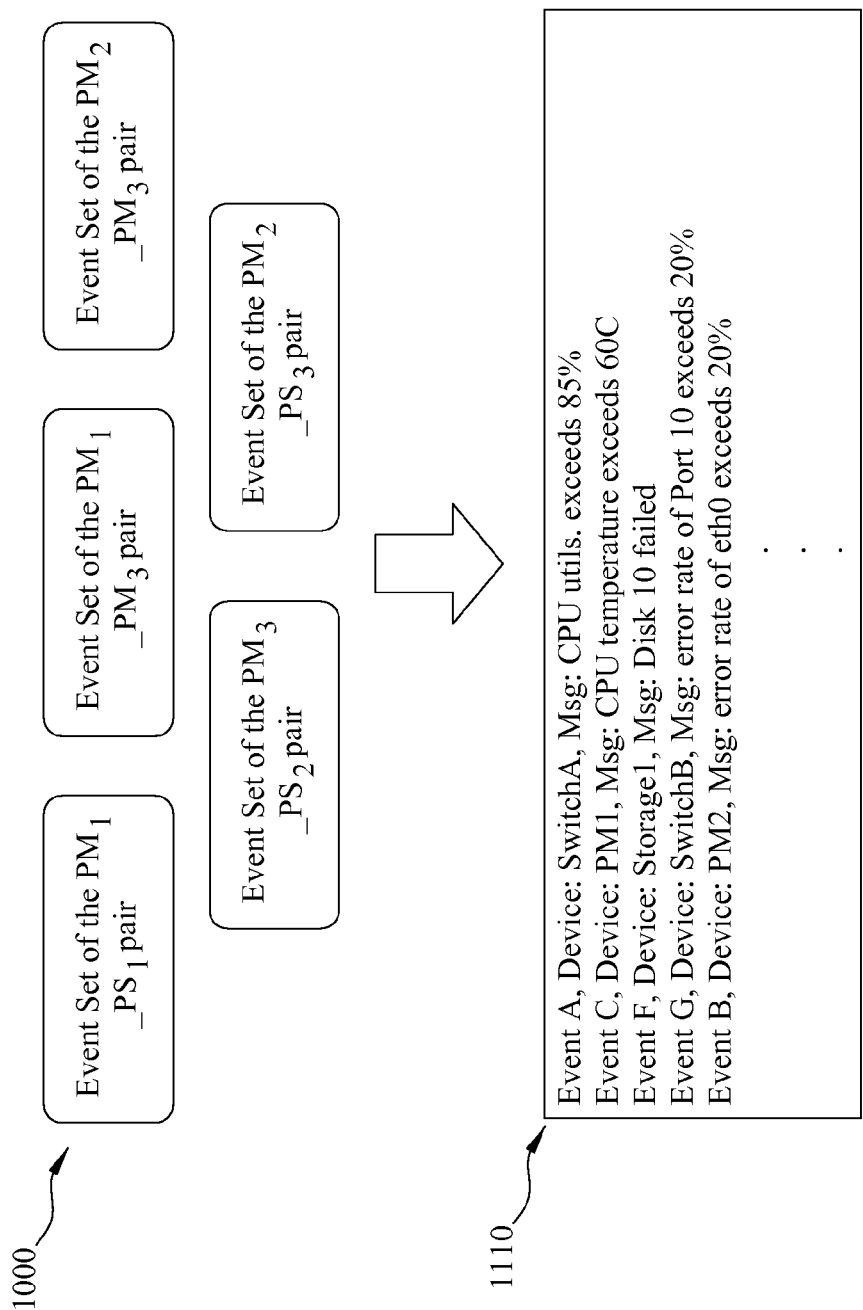 1000
Event Set of the PM1
_PS1 pair
Event Set of the PM1
_PM3 pair
Event Set of the PM2
_PM3 pair
Event Set of the PM3
_PS2 pair
Event Set of the PM2
_PS3 pair
1110
Event A, Device: SwitchA, Msg: CPU utils. exceeds 85%
Event C, Device: PM1, Msg: CPU temperature exceeds 60C
Event F, Device: Storage1, Msg: Disk 10 failed
Event G, Device: SwitchB, Msg: error rate of Port 10 exceeds 20%
Event B, Device: PM2, Msg: error rate of eth0 exceeds 20%
.
.
.